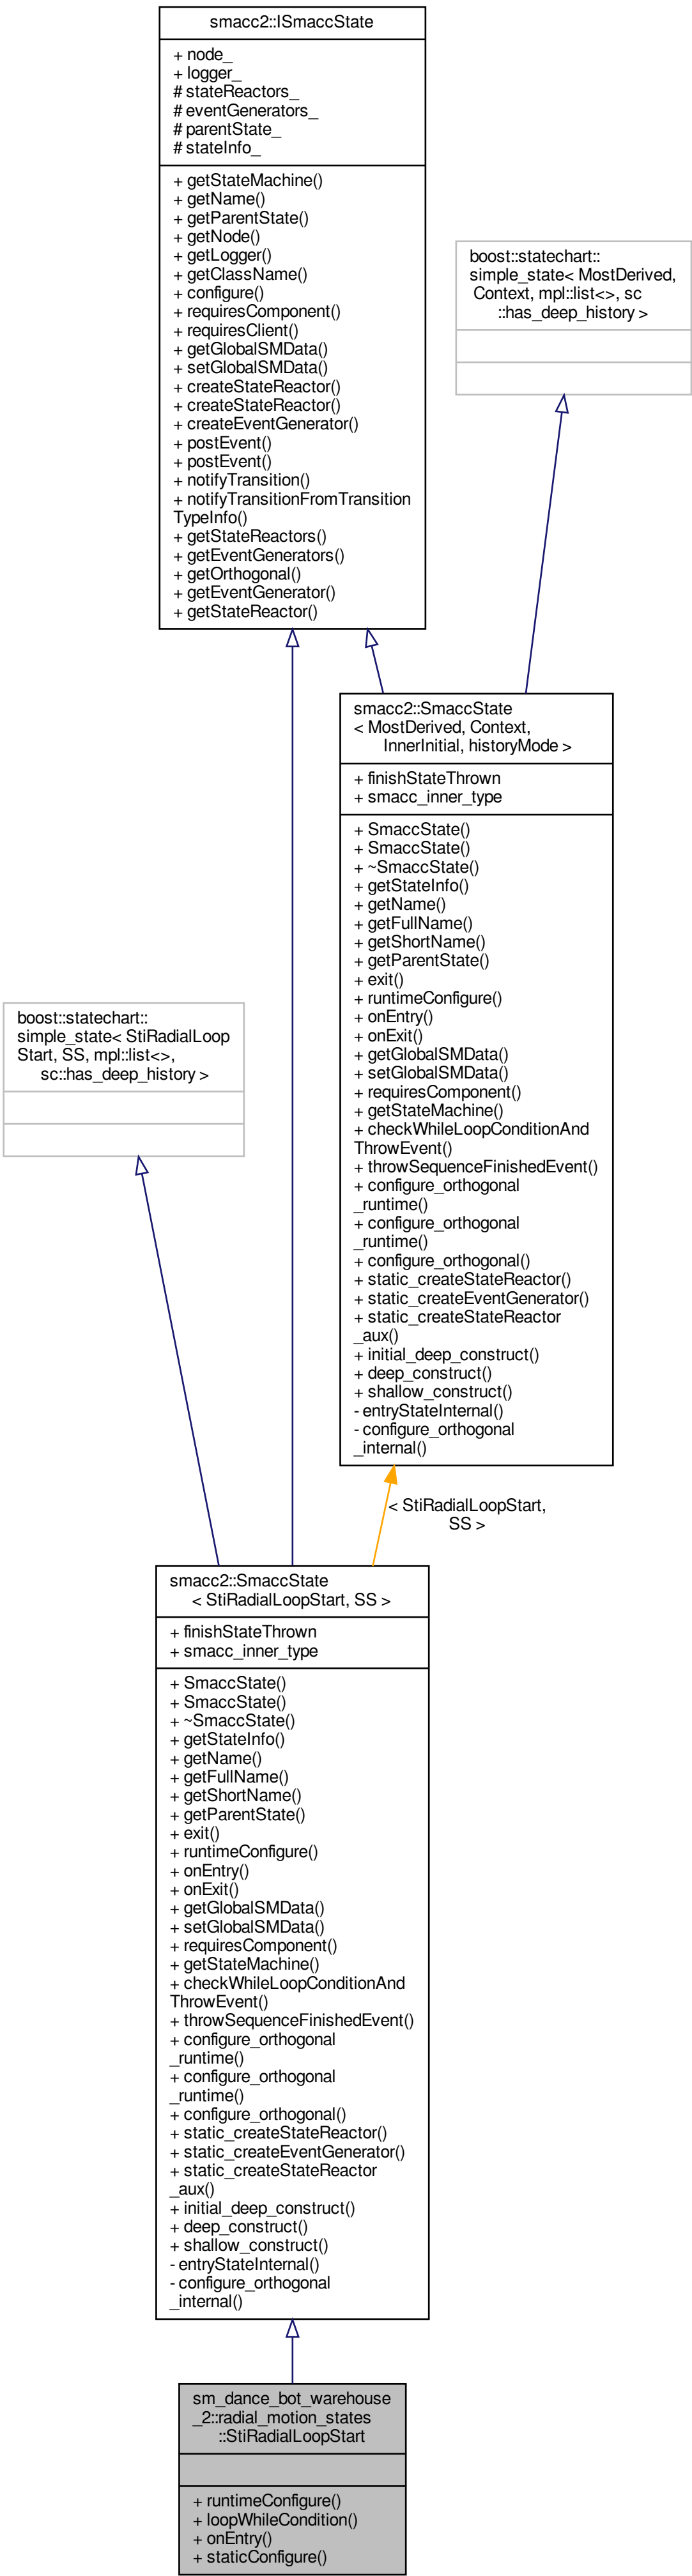 smacc2::ISmaccState
+ node_
+ logger_
# stateReactors_
# eventGenerators_
# parentState_
# stateInfo_
+ getStateMachine()
+ getName()
+ getParentState()
+ getNode()
+ getLogger()
+ getClassName()
+ configure()
+ requiresComponent()
+ requiresClient()
+ getGlobalSMData()
+ setGlobalSMData()
+ createStateReactor()
+ createStateReactor()
+ createEventGenerator()
+ postEvent()
+ postEvent()
+ notifyTransition()
+ notifyTransitionFromTransition
TypeInfo()
+ getStateReactors()
+ getEventGenerators()
+ getOrthogonal()
+ getEventGenerator()
+ getStateReactor()
boost::statechart::
simple_state< MostDerived,
Context, mpl::list<>, sc
::has_deep_history >
smacc2::SmaccState
< MostDerived, Context,
InnerInitial, historyMode >
+ finishStateThrown
+ smacc_inner_type
+ SmaccState()
+ SmaccState()
+ ~SmaccState()
+ getStateInfo()
+ getName()
+ getFullName()
+ getShortName()
+ getParentState()
+ exit()
+ runtimeConfigure()
+ onEntry()
+ onExit()
+ getGlobalSMData()
+ setGlobalSMData()
+ requiresComponent()
+ getStateMachine()
+ checkWhileLoopConditionAnd
ThrowEvent()
+ throwSequenceFinishedEvent()
+ configure_orthogonal
_runtime()
+ configure_orthogonal
_runtime()
+ configure_orthogonal()
+ static_createStateReactor()
+ static_createEventGenerator()
+ static_createStateReactor
_aux()
+ initial_deep_construct()
+ deep_construct()
+ shallow_construct()
- entryStateInternal()
- configure_orthogonal
_internal()
boost::statechart::
simple_state< StiRadialLoop
Start, SS, mpl::list<>,
sc::has_deep_history >
< StiRadialLoopStart,
SS >
smacc2::SmaccState
< StiRadialLoopStart, SS >
+ finishStateThrown
+ smacc_inner_type
+ SmaccState()
+ SmaccState()
+ ~SmaccState()
+ getStateInfo()
+ getName()
+ getFullName()
+ getShortName()
+ getParentState()
+ exit()
+ runtimeConfigure()
+ onEntry()
+ onExit()
+ getGlobalSMData()
+ setGlobalSMData()
+ requiresComponent()
+ getStateMachine()
+ checkWhileLoopConditionAnd
ThrowEvent()
+ throwSequenceFinishedEvent()
+ configure_orthogonal
_runtime()
+ configure_orthogonal
_runtime()
+ configure_orthogonal()
+ static_createStateReactor()
+ static_createEventGenerator()
+ static_createStateReactor
_aux()
+ initial_deep_construct()
+ deep_construct()
+ shallow_construct()
- entryStateInternal()
- configure_orthogonal
_internal()
sm_dance_bot_warehouse
_2::radial_motion_states
::StiRadialLoopStart
+ runtimeConfigure()
+ loopWhileCondition()
+ onEntry()
+ staticConfigure()